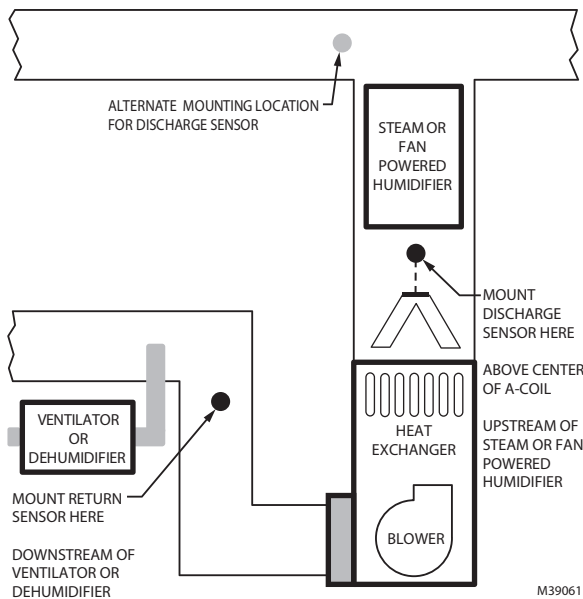 ALTERNATE MOUNTING LOCATION
FOR DISCHARGE SENSOR
STEAM OR
FAN
POWERED
HUMIDIFIER
MOUNT
DISCHARGE
SENSOR HERE
ABOVE CENTER
OF A-COIL
UPSTREAM OF
STEAM OR FAN
POWERED
HUMIDIFIER
HEAT
EXCHANGER
BLOWER
VENTILATOR
OR
DEHUMIDIFIER
MOUNT RETURN
SENSOR HERE
DOWNSTREAM OF
VENTILATOR OR
DEHUMIDIFIER
M39061